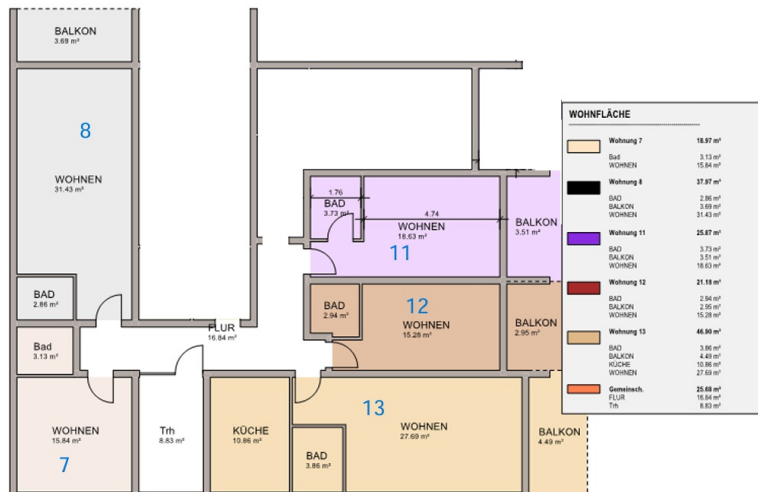 BALKON
3.69 m²
8
WOHNEN
31.43 m²
BAD
2.86 m²
Bad
3.13 m²
WOHNEN
15.84 m²
7
Trh
8.83 m²
FLUR
16.84 m²
KÜCHE
10.86 m²
BAD
3.86 m²
13
WOHNEN
27.69 m²
BALKON
4.49 m²
1.76
BAD
3.73 m²
4.74
WOHNEN
18.63 m²
11
BALKON
3.51 m²
BAD
2.94 m²
12
WOHNEN
15.28 m²
BALKON
2.95 m²
WOHNFLÄCHE
Wohnung 7 18.97 m²
Bad 3.13 m²
WOHNEN 15.84 m²
Wohnung 8 37.97 m²
BAD 2.86 m²
BALKON 3.69 m²
WOHNEN 31.43 m²
Wohnung 11 25.87 m²
BAD 3.73 m²
BALKON 3.51 m²
WOHNEN 18.63 m²
Wohnung 12 21.18 m²
BAD 2.94 m²
BALKON 2.95 m²
WOHNEN 15.28 m²
Wohnung 13 46.90 m²
BAD 3.86 m²
BALKON 4.49 m²
KÜCHE 10.86 m²
WOHNEN 27.69 m²
Gemeinsch. 25.68 m²
FLUR 16.84 m²
Trh 8.83 m²